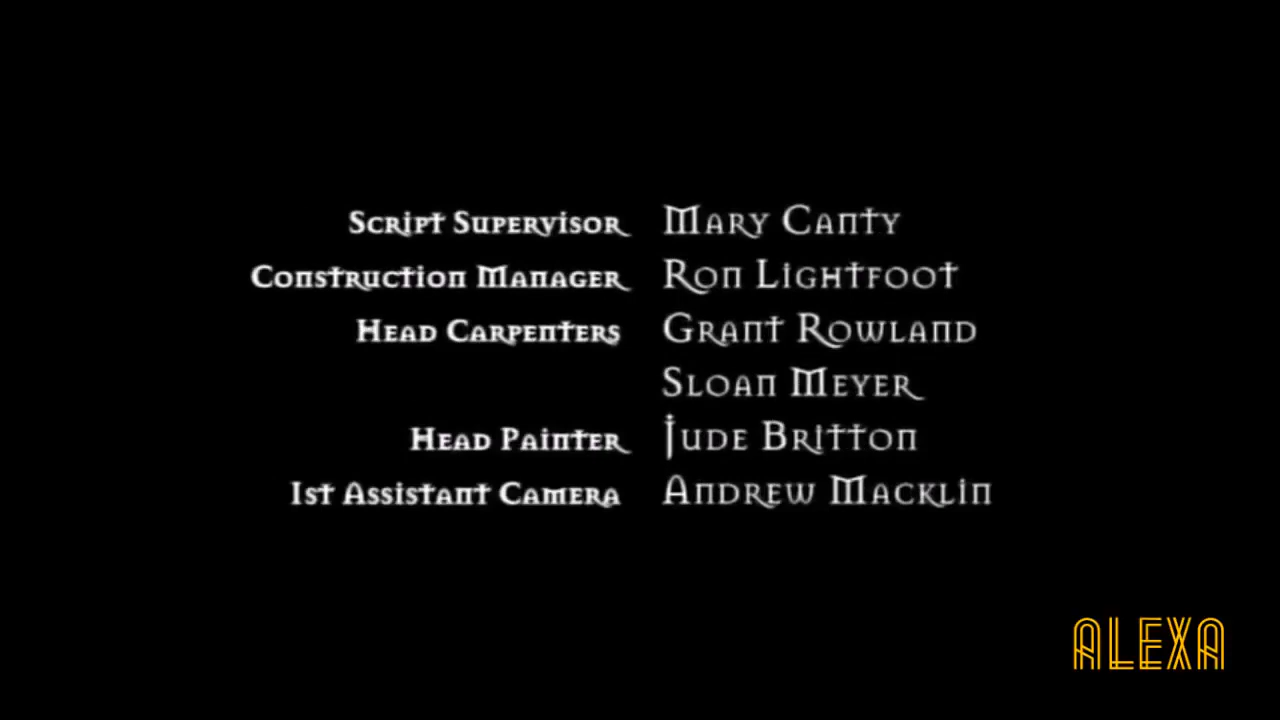 Script Supervisor Mary Canty
Construction Manager Ron Lightfoot
Head Carpenters Grant Rowland
Sloan Meyer
Head Painter Jude Britton
1st Assistant Camera Andrew Macklin
ALEXA